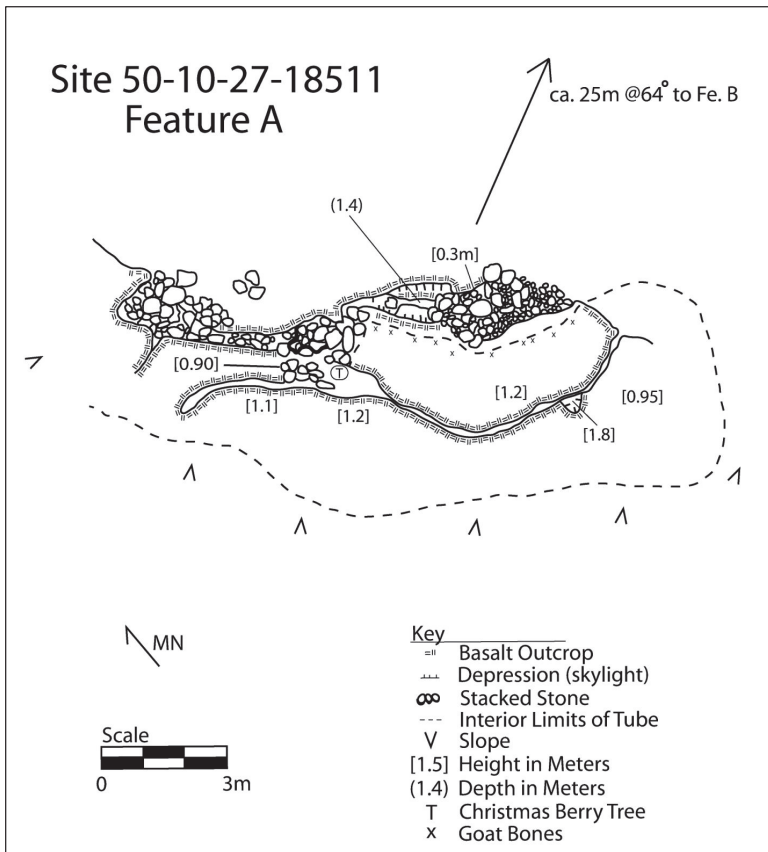 Site 50-10-27-18511
Feature A
ca. 25m @64° to Fe. B
(1.4)
[0.3m]
[0.90]
T
[1.1]
[1.2]
[1.2]
[1.8]
[0.95]
MN
Scale
0 3m
Key
Basalt Outcrop
Depression (skylight)
Stacked Stone
Interior Limits of Tube
Slope
[1.5] Height in Meters
(1.4) Depth in Meters
T Christmas Berry Tree
x Goat Bones